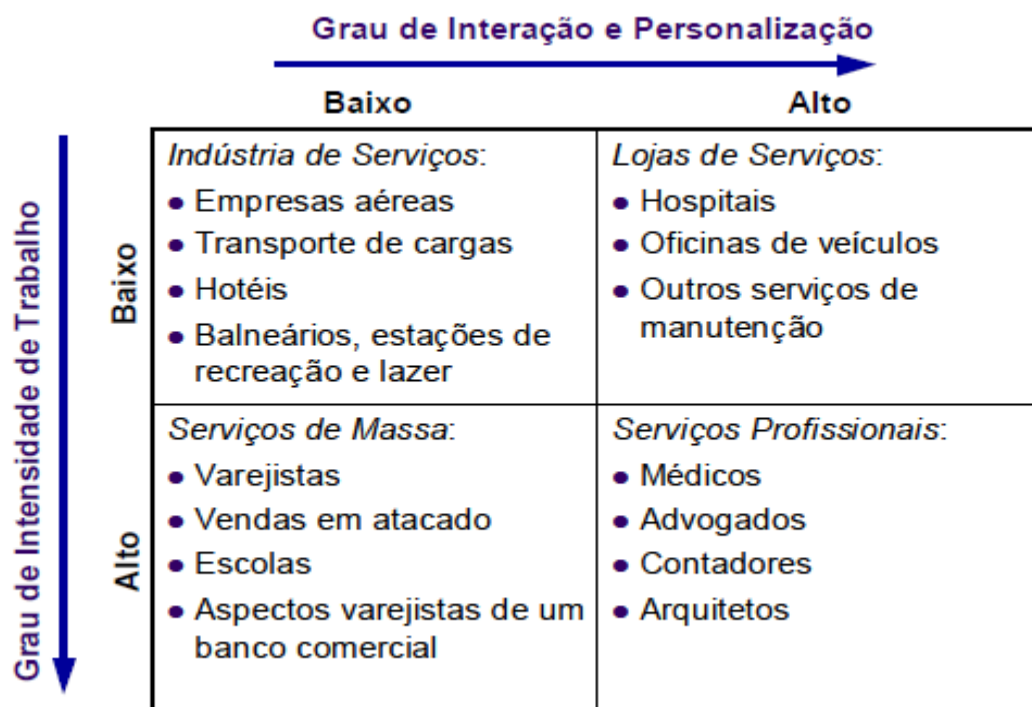 Grau de Interação e Personalização
Baixo
Alto
Grau de Intensidade de Trabalho
Baixo
Indústria de Serviços:
• Empresas aéreas
• Transporte de cargas
• Hotéis
• Balneários, estações de
recreação e lazer
Lojas de Serviços:
• Hospitais
• Oficinas de veículos
• Outros serviços de
manutenção
Alto
Serviços de Massa:
• Varejistas
• Vendas em atacado
• Escolas
• Aspectos varejistas de um
banco comercial
Serviços Profissionais:
• Médicos
• Advogados
• Contadores
• Arquitetos